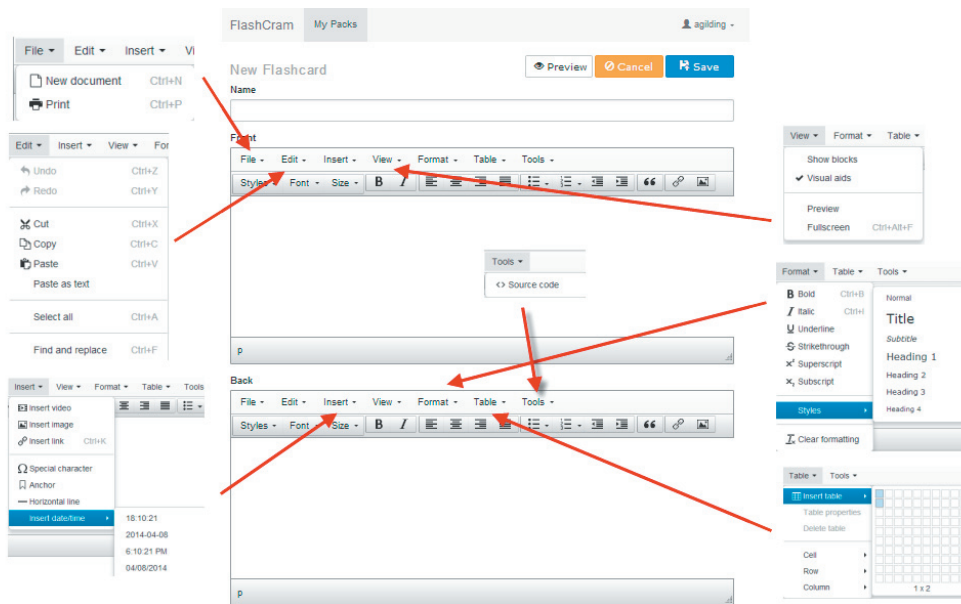 FlashCram My Packs agilding
New Flashcard Preview Cancel Save
Name
Front
File Edit Insert View Format Table Tools
Styles Font Size B I
p
Back
File Edit Insert View Format Table Tools
Styles Font Size B I
p
File Edit Insert Vi
New document Ctrl+N
Print Ctrl+P
Edit Insert View For
Undo Ctrl+Z
Redo Ctrl+Y
Cut Ctrl+X
Copy Ctrl+C
Paste Ctrl+V
Paste as text
Select all Ctrl+A
Find and replace Ctrl+F
Insert View Format Table Tools
Insert video
Insert image
Insert link Ctrl+K
Special character
Anchor
Horizontal line
Insert date/time
18:10:21
2014-04-08
6:10:21 PM
04/08/2014
Tools
<> Source code
View Format Table
Show blocks
Visual aids
Preview
Fullscreen Ctrl+Alt+F
Format Table Tools
B Bold Ctrl+B
I Italic Ctrl+I
U Underline
S Strikethrough
x² Superscript
x₂ Subscript
Styles
Clear formatting
Normal
Title
Subtitle
Heading 1
Heading 2
Heading 3
Heading 4
Table Tools
Insert table
Table properties
Delete table
Cell
Row
Column
1 x 2